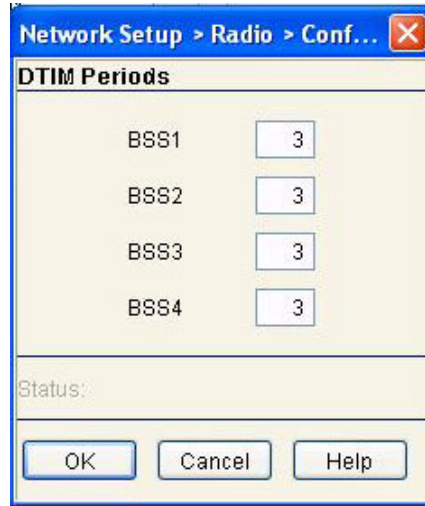 Network Setup > Radio > Conf...
DTIM Periods
BSS1 3
BSS2 3
BSS3 3
BSS4 3
Status:
OK Cancel Help